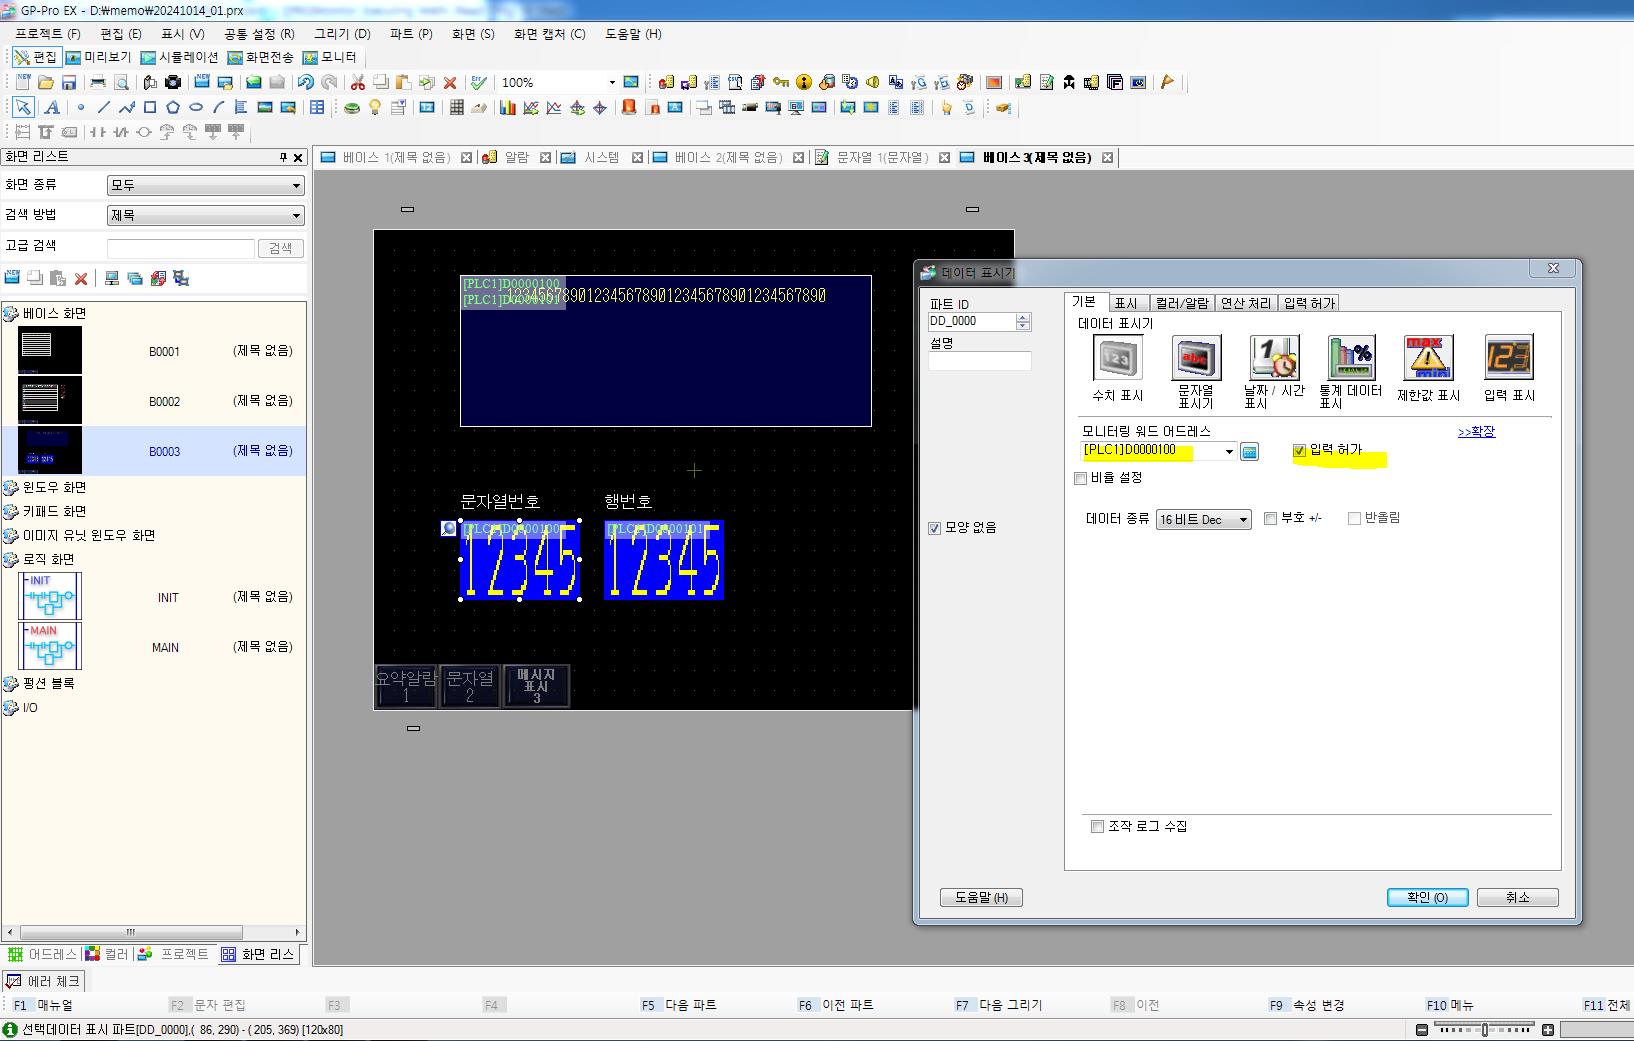 GP-Pro EX - D:₩memo₩20241014_01.prx
프로젝트 (F) 편집 (E) 표시 (V) 공통 설정 (R) 그리기 (D) 파트 (P) 화면 (S) 화면 캡처 (C) 도움말 (H)
편집 미리보기 시뮬레이션 화면전송 모니터
100%
화면 리스트
베이스 1(제목 없음) 알람 시스템 베이스 2(제목 없음) 문자열 1(문자열) 베이스3(제목 없음)
화면 종류 모두
검색 방법 제목
고급 검색 검색
베이스 화면
B0001 (제목 없음)
B0002 (제목 없음)
B0003 (제목 없음)
윈도우 화면
키패드 화면
이미지 유닛 윈도우 화면
로직 화면
INIT INIT (제목 없음)
MAIN MAIN (제목 없음)
펑션 블록
I/O
어드레스 컬러 프로젝트 화면 리스
[PLC1]D0000100
[PLC1]D0000101
1234567890123456789012345678901234567890
문자열번호 행번호
[PLC1]D0000100 [PLC1]D0000101
12345 12345
요약알람 1
문자열 2
메시지 표시 3
데이터 표시기
파트 ID
DD_0000
설명
모양 없음
기본 표시 컬러/알람 연산 처리 입력 허가
데이터 표시기
수치 표시
문자열 표시기
날짜 / 시간 표시
통계 데이터 표시
제한값 표시
입력 표시
모니터링 워드 어드레스 >>확장
[PLC1]D0000100 입력 허가
비율 설정
데이터 종류 16 비트 Dec 부호 +/- 반올림
조작 로그 수집
도움말 (H) 확인 (O) 취소
에러 체크
F1 매뉴얼 F2 문자 편집 F3 F4 F5 다음 파트 F6 이전 파트 F7 다음 그리기 F8 이전 F9 속성 변경 F10 메뉴 F11 전체
선택데이터 표시 파트[DD_0000],( 86, 290) - ( 205, 369) [120x80]